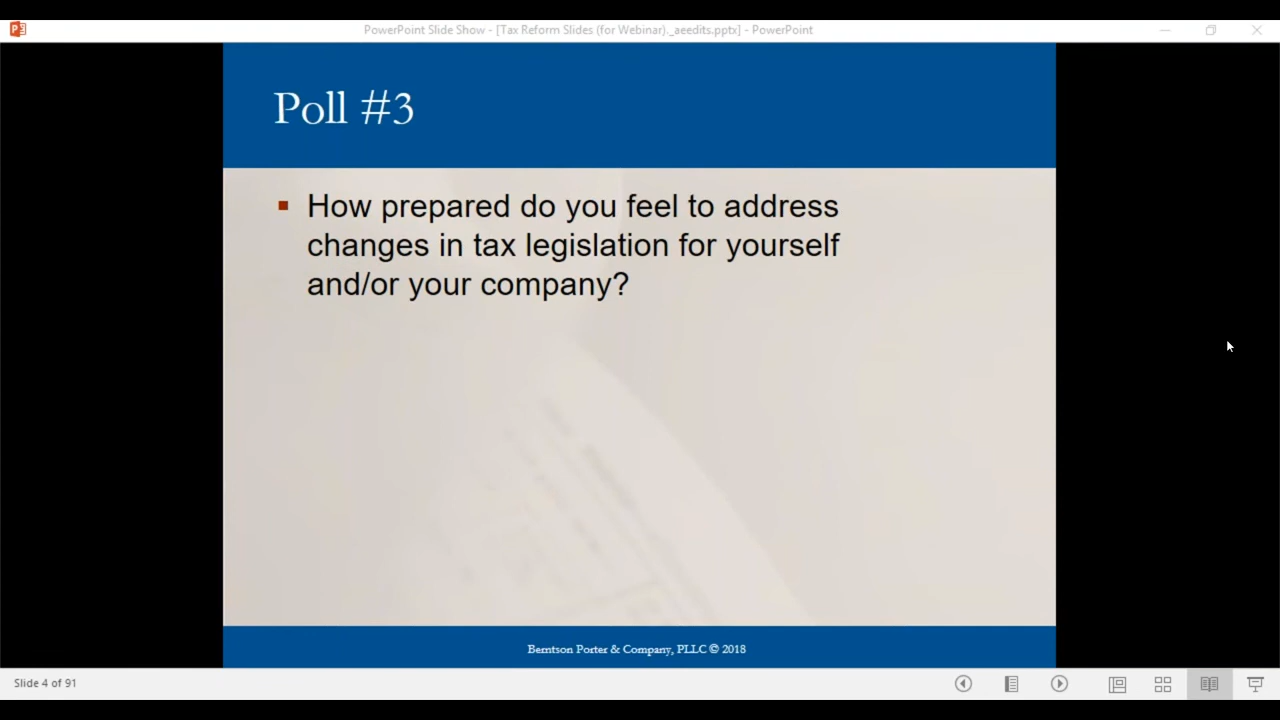 PowerPoint Slide Show - [Tax Reform Slides (for Webinar)._aeedits.pptx] - PowerPoint
Poll #3
▪ How prepared do you feel to address
changes in tax legislation for yourself
and/or your company?
Berntson Porter & Company, PLLC © 2018
Slide 4 of 91